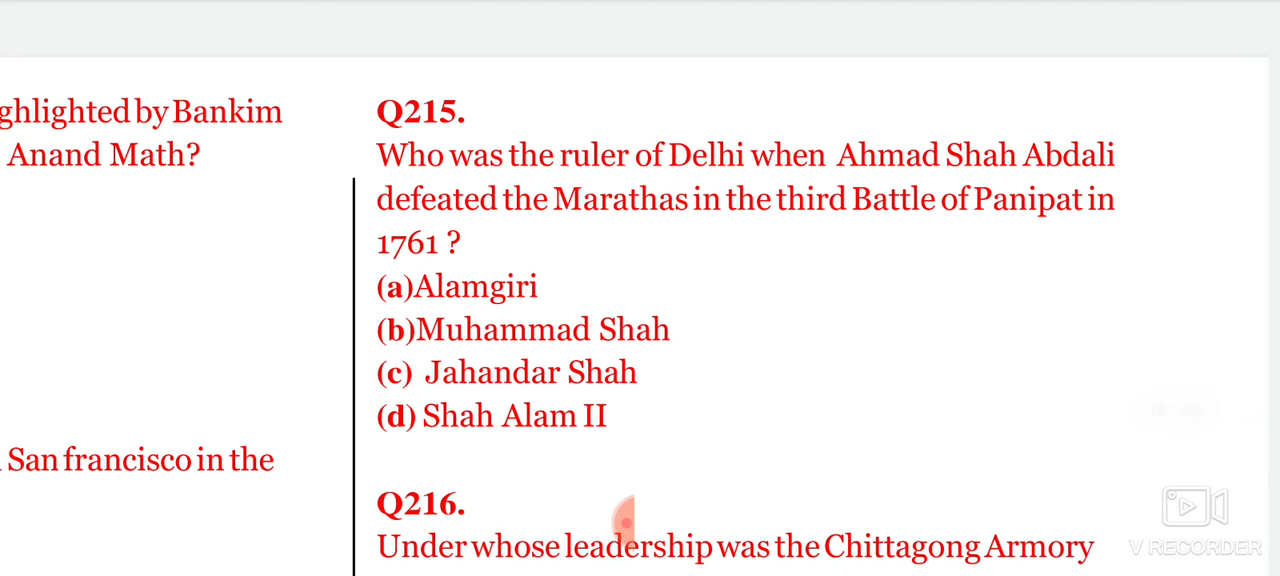 ghlighted by Bankim
Anand Math?
San francisco in the
Q215.
Who was the ruler of Delhi when Ahmad Shah Abdali
defeated the Marathas in the third Battle of Panipat in
1761 ?
(a)Alamgiri
(b)Muhammad Shah
(c) Jahandar Shah
(d) Shah Alam II
Q216.
Under whose leadership was the Chittagong Armory
V RECORDER